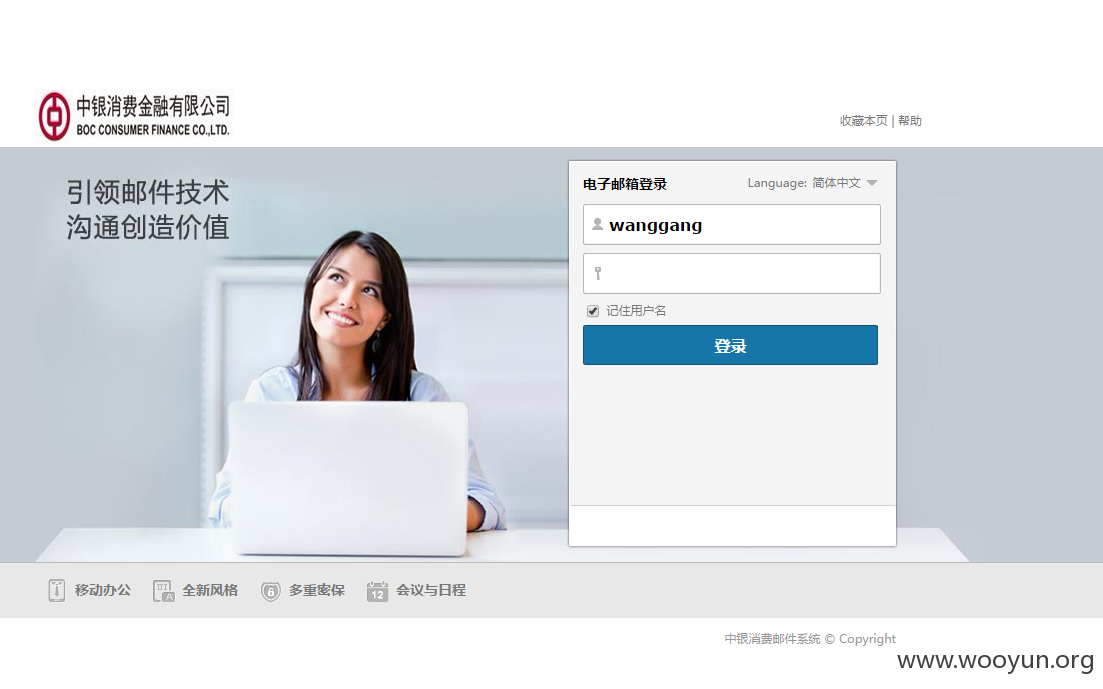 中银消费金融有限公司
BOC CONSUMER FINANCE CO.,LTD.
收藏本页 | 帮助
引领邮件技术
沟通创造价值
电子邮箱登录
Language: 简体中文
wanggang
记住用户名
登录
移动办公
全新风格
多重密保
会议与日程
UI
A
6
12
中银消费邮件系统 © Copyright
www.wooyun.org